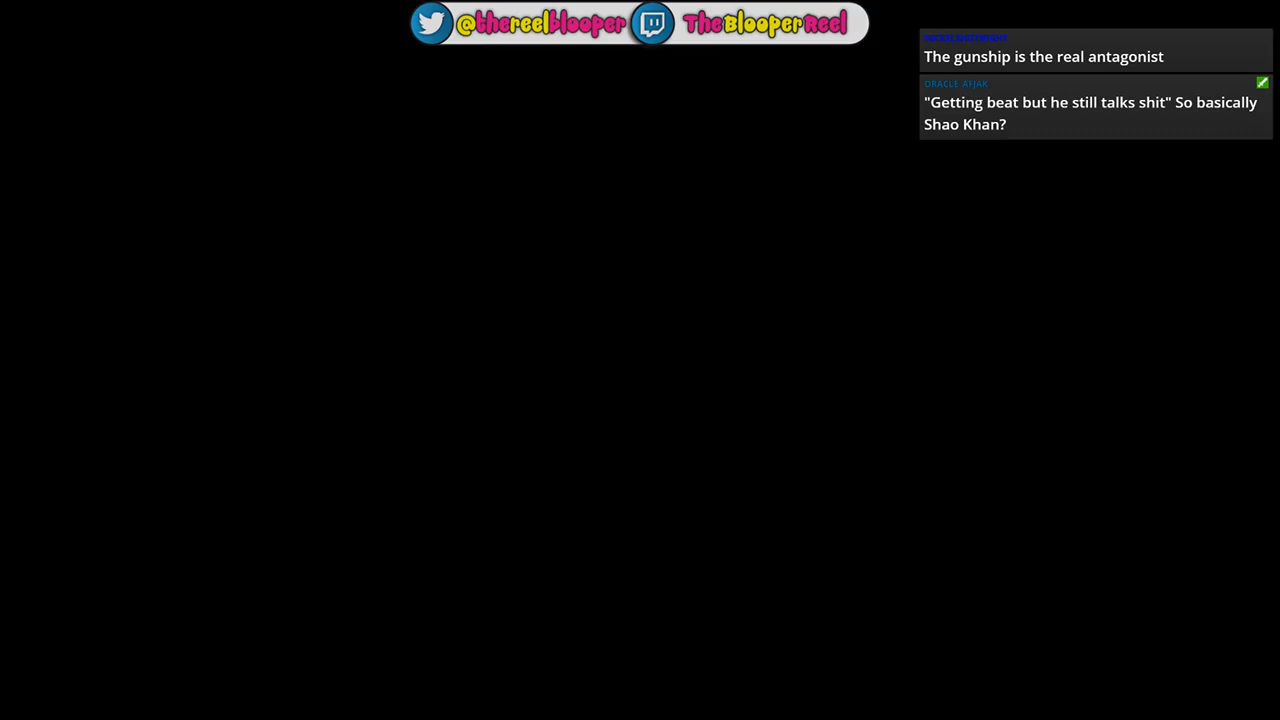 @thereelblooper TheBlooperReel
The gunship is the real antagonist
ORACLE AFJAK
"Getting beat but he still talks shit" So basically
Shao Khan?